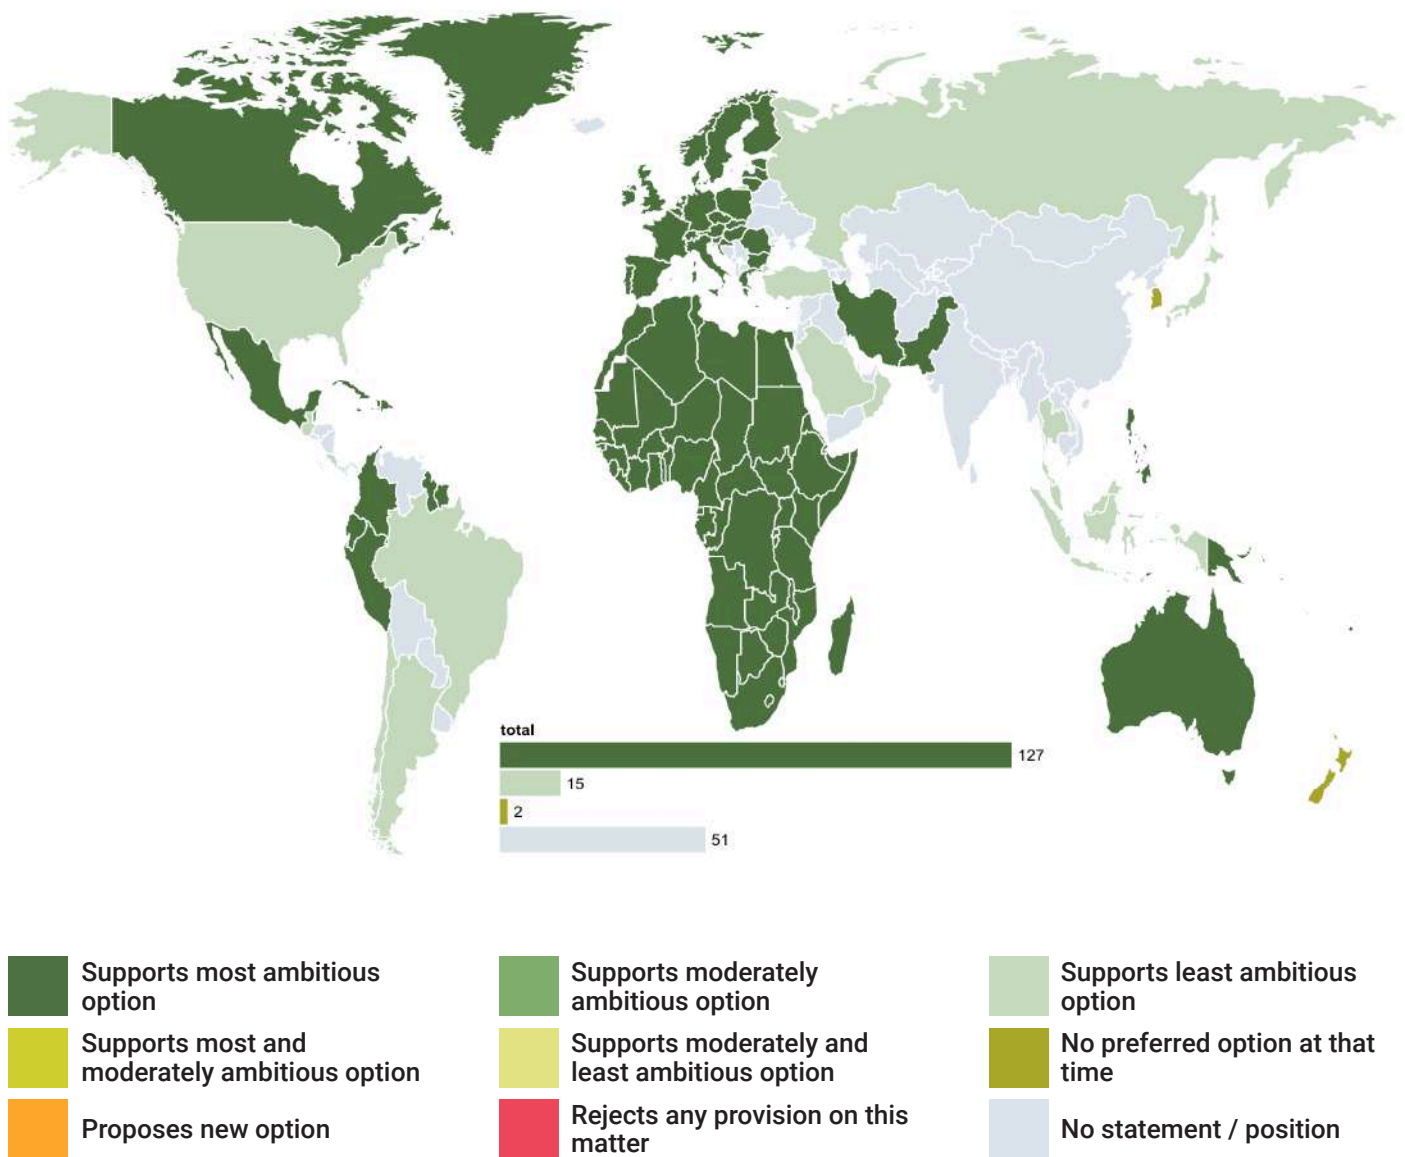 total
127
15
2
51
Supports most ambitious
option
Supports moderately
ambitious option
Supports least ambitious
option
Supports most and
moderately ambitious option
Supports moderately and
least ambitious option
No preferred option at that
time
Proposes new option
Rejects any provision on this
matter
No statement / position